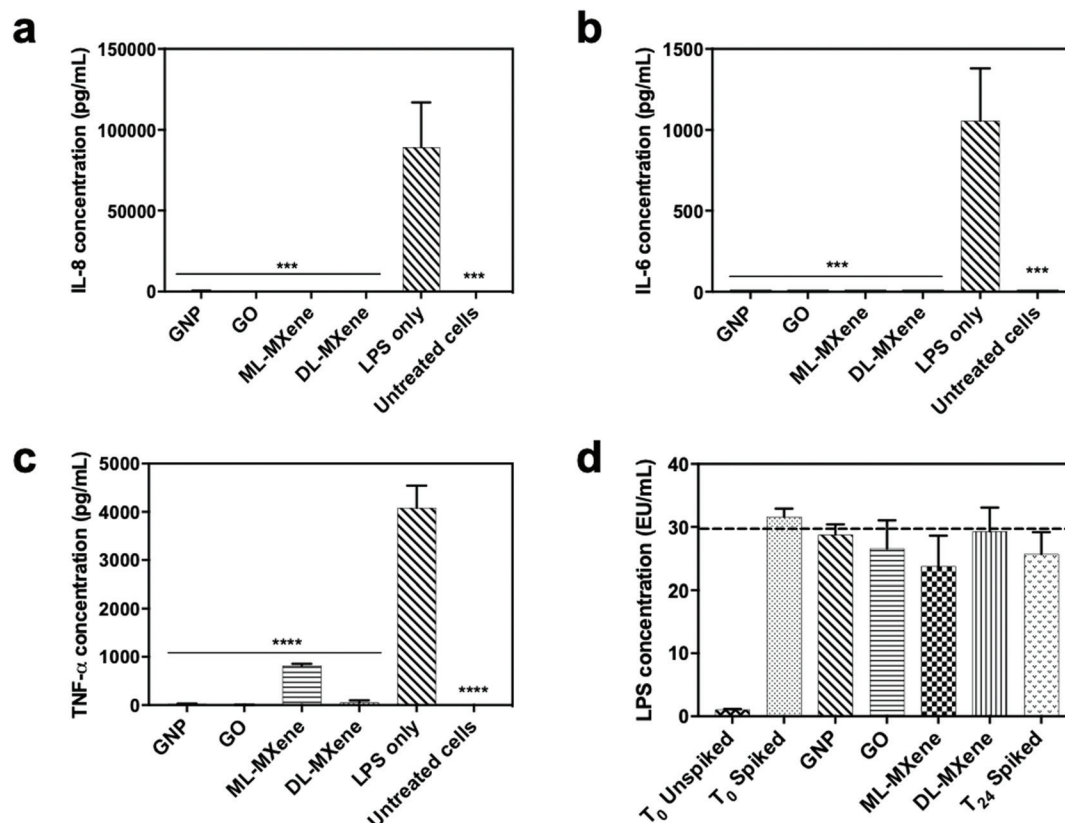 a
IL-8 concentration (pg/mL)
150000
100000
50000
0
***
***
GNP
GO
ML-MXene
DL-MXene
LPS only
Untreated cells
b
IL-6 concentration (pg/mL)
1500
1000
500
0
***
***
GNP
GO
ML-MXene
DL-MXene
LPS only
Untreated cells
c
TNF-α concentration (pg/mL)
5000
4000
3000
2000
1000
0
****
****
GNP
GO
ML-MXene
DL-MXene
LPS only
Untreated cells
d
LPS concentration (EU/mL)
40
30
20
10
0
T₀ Unspiked
T₀ Spiked
GNP
GO
ML-MXene
DL-MXene
T₂₄ Spiked